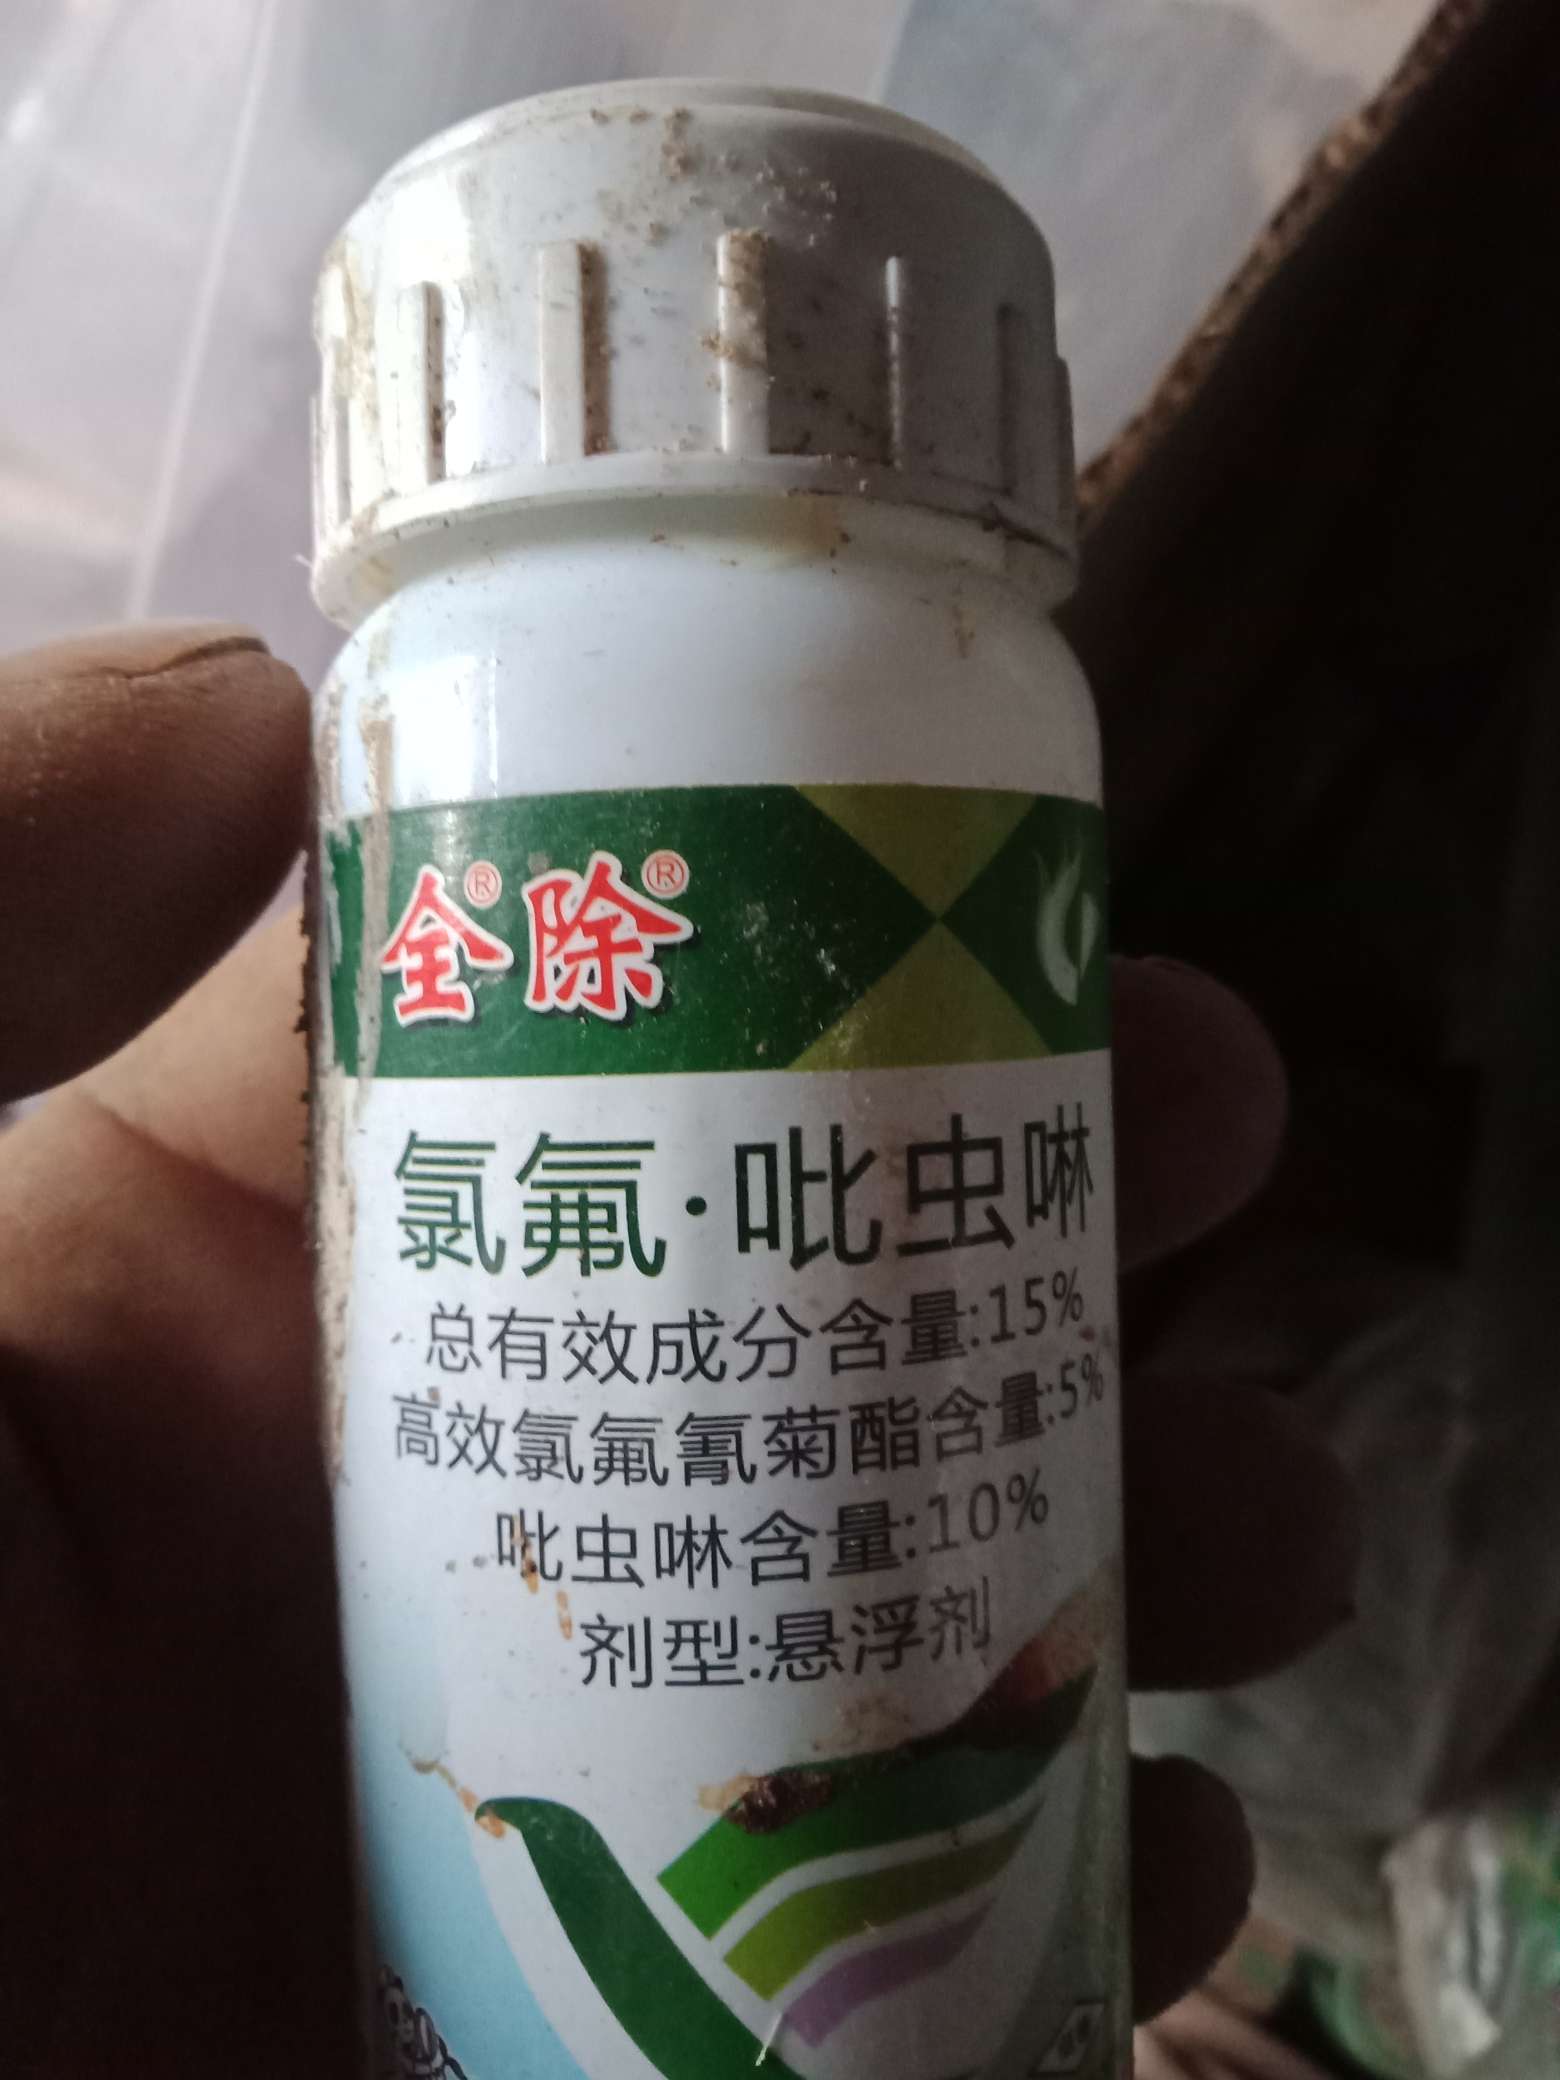 全® 除®
氯氟·吡虫啉
总有效成分含量:15%
高效氯氟氰菊酯含量:5%
吡虫啉含量:10%
剂型:悬浮剂